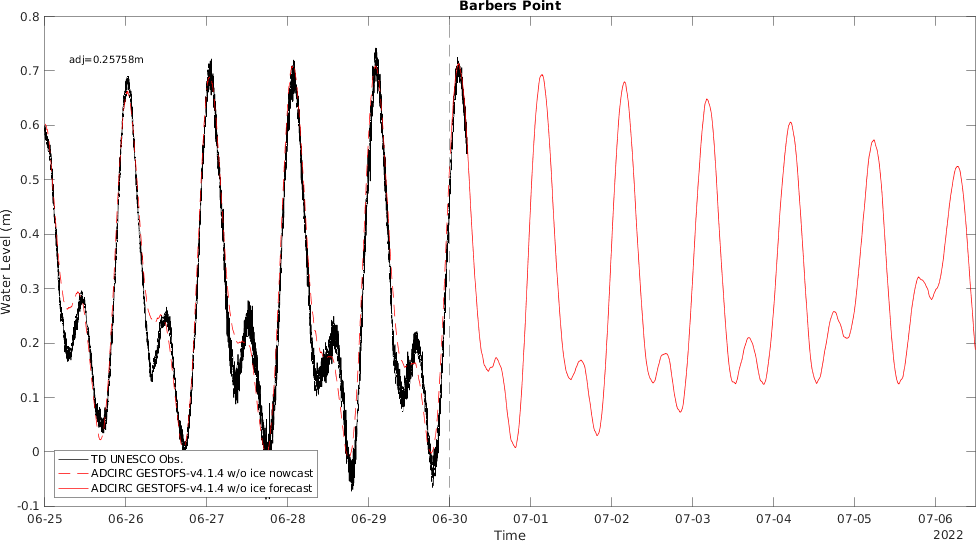 Barbers Point
0.8
adj=0.25758m
0.7
0.6
0.5
0.4
0.3
0.2
0.1
0
-0.1
Water Level (m)
TD UNESCO Obs.
ADCIRC GESTOFS-v4.1.4 w/o ice nowcast
ADCIRC GESTOFS-v4.1.4 w/o ice forecast
06-25 06-26 06-27 06-28 06-29 06-30 07-01 07-02 07-03 07-04 07-05 07-06
Time
2022